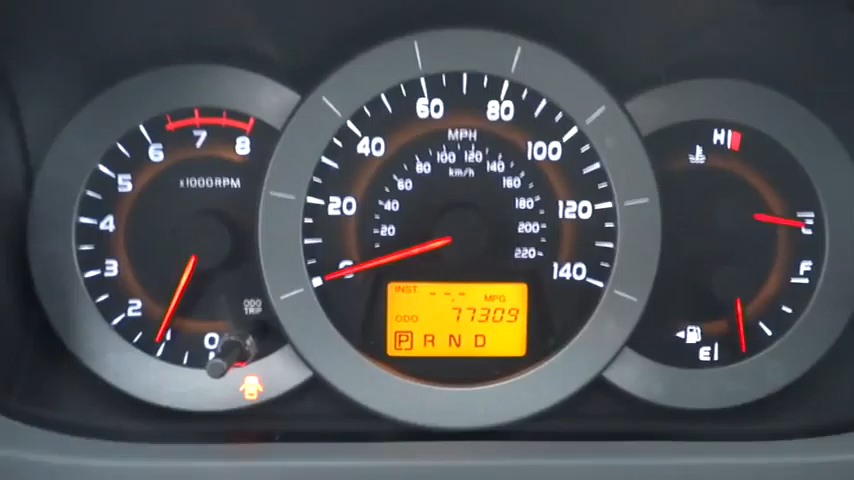 0 1 2 3 4 5 6 7 8
x1000RPM
ODO
TRIP
0 20 40 60 80 100 120 140
MPH
20 40 60 80 100 120 140 160 180 200 220
km/h
INST. --.- MPG
ODO 77309
P R N D
H
C
F
E